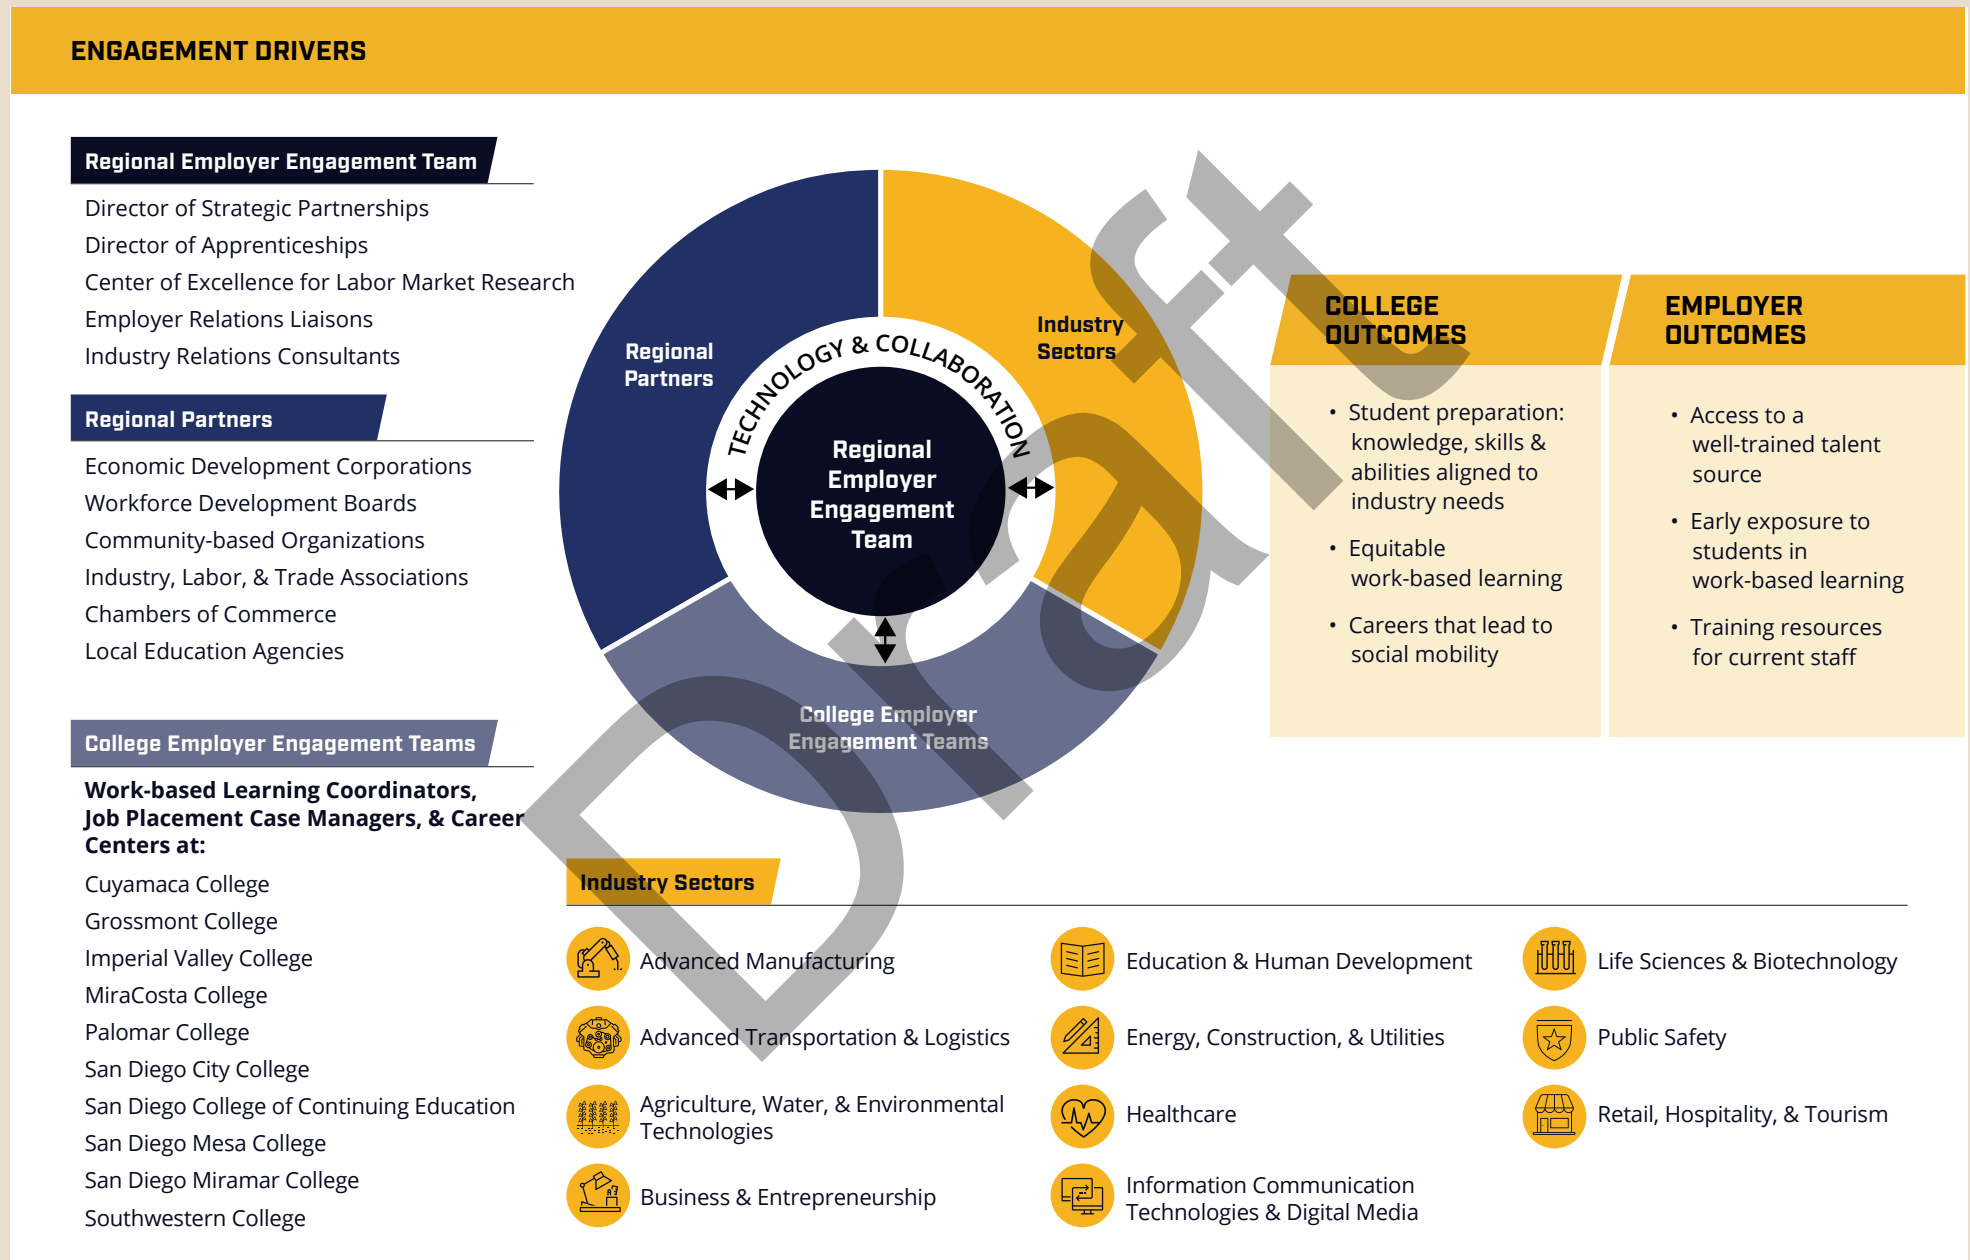 ENGAGEMENT DRIVERS
Regional Employer Engagement Team
Director of Strategic Partnerships
Director of Apprenticeships
Center of Excellence for Labor Market Research
Employer Relations Liaisons
Industry Relations Consultants
Regional Partners
Economic Development Corporations
Workforce Development Boards
Community-based Organizations
Industry, Labor, & Trade Associations
Chambers of Commerce
Local Education Agencies
College Employer Engagement Teams
Work-based Learning Coordinators,
Job Placement Case Managers, & Career
Centers at:
Cuyamaca College
Grossmont College
Imperial Valley College
MiraCosta College
Palomar College
San Diego City College
San Diego College of Continuing Education
San Diego Mesa College
San Diego Miramar College
Southwestern College
Regional
Partners
Industry
Sectors
TECHNOLOGY & COLLABORATION
Regional
Employer
Engagement
Team
College Employer
Engagement Teams
Draft
COLLEGE
OUTCOMES
• Student preparation:
knowledge, skills &
abilities aligned to
industry needs
• Equitable
work-based learning
• Careers that lead to
social mobility
EMPLOYER
OUTCOMES
• Access to a
well-trained talent
source
• Early exposure to
students in
work-based learning
• Training resources
for current staff
Industry Sectors
Advanced Manufacturing
Advanced Transportation & Logistics
Agriculture, Water, & Environmental
Technologies
Business & Entrepreneurship
Education & Human Development
Energy, Construction, & Utilities
Healthcare
Information Communication
Technologies & Digital Media
Life Sciences & Biotechnology
Public Safety
Retail, Hospitality, & Tourism